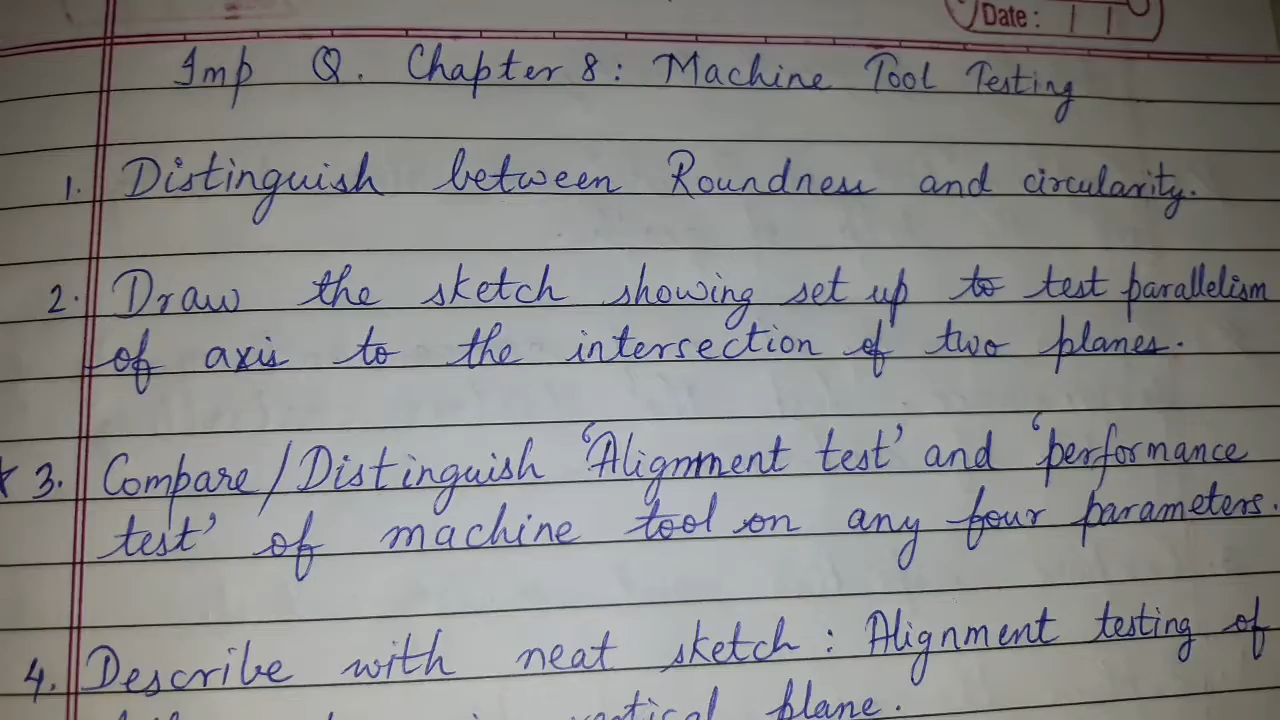 Date :
Imp Q. Chapter 8: Machine Tool Testing
1. Distinguish between Roundness and circularity.
2. Draw the sketch showing set up to test parallelism
of axis to the intersection of two planes.
* 3. Compare/Distinguish 'Alignment test' and 'performance
test' of machine tool on any four parameters.
4. Describe with neat sketch : Alignment testing of
vertical plane.